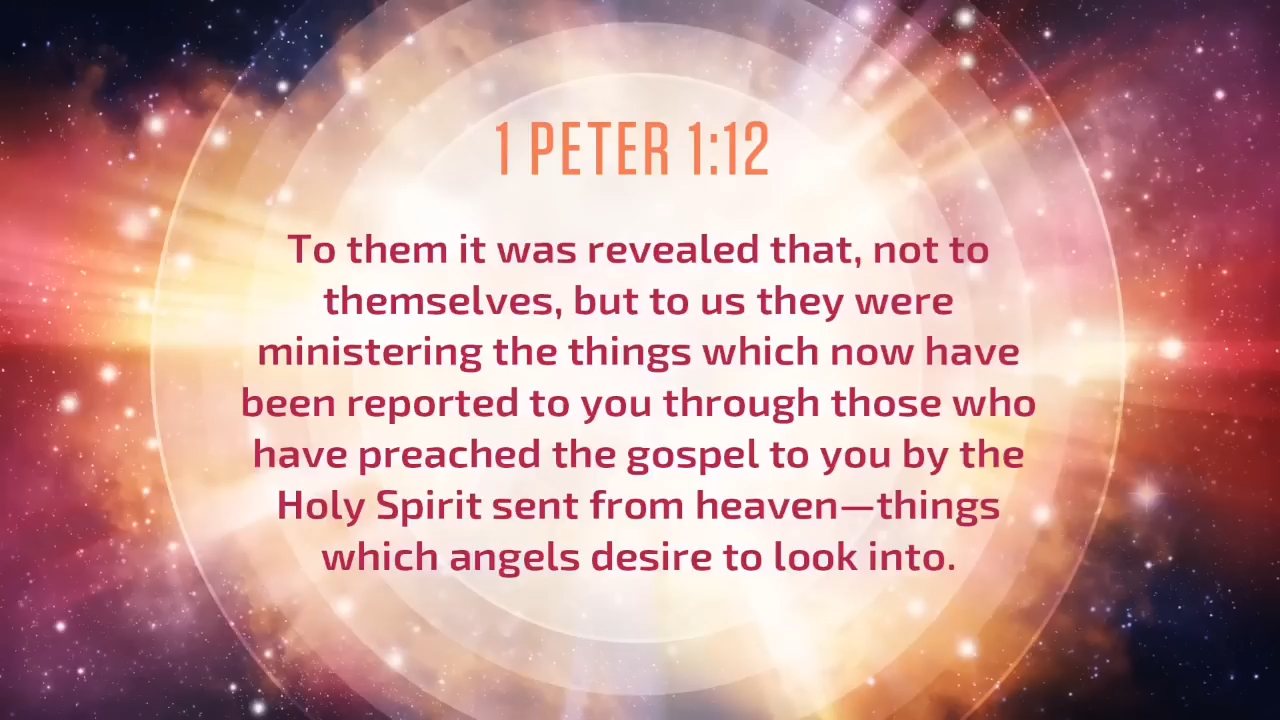 1 PETER 1:12
To them it was revealed that, not to
themselves, but to us they were
ministering the things which now have
been reported to you through those who
have preached the gospel to you by the
Holy Spirit sent from heaven—things
which angels desire to look into.